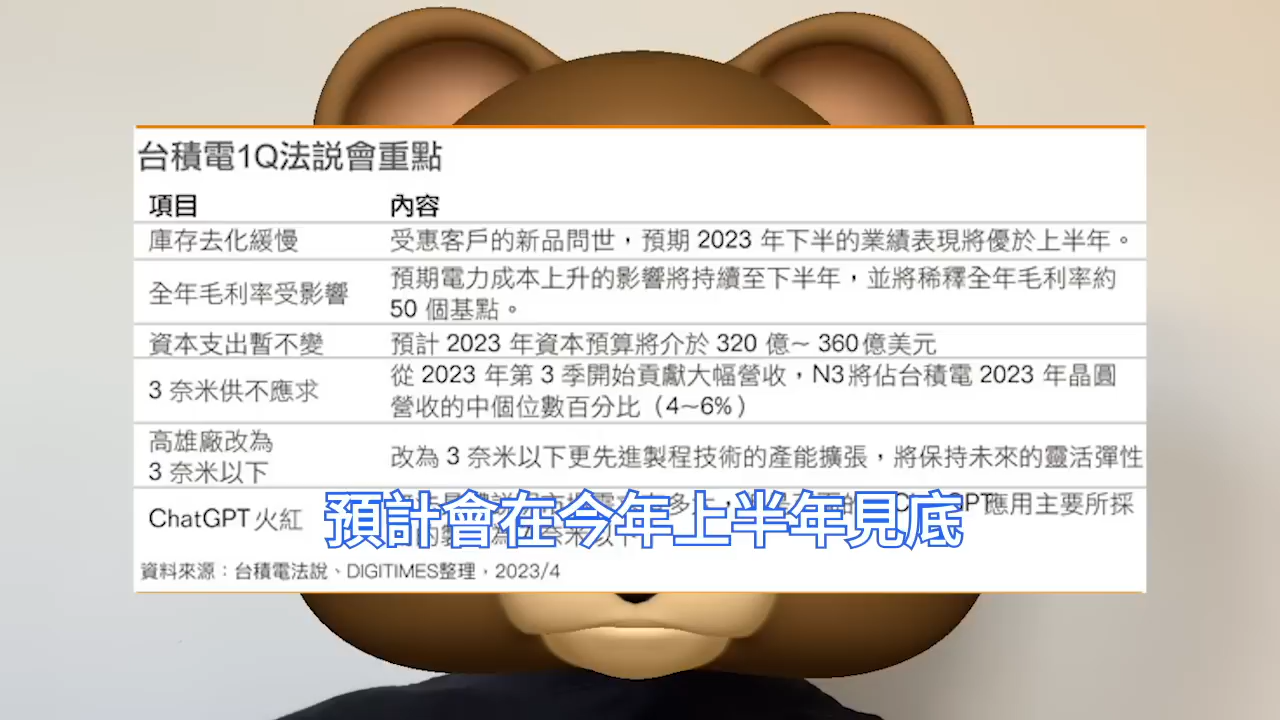 台積電1Q法說會重點
項目 內容
庫存去化緩慢 受惠客戶的新品問世，預期 2023 年下半的業績表現將優於上半年。
全年毛利率受影響 預期電力成本上升的影響將持續至下半年，並將稀釋全年毛利率約
50 個基點。
資本支出暫不變 預計 2023 年資本預算將介於 320 億～ 360億美元
3 奈米供不應求 從 2023 年第 3 季開始貢獻大幅營收，N3將佔台積電 2023 年晶圓
營收的中個位數百分比（4~6%）
高雄廠改為
3 奈米以下 改為 3 奈米以下更先進製程技術的產能擴張，將保持未來的靈活彈性
ChatGPT火紅 應用主要所採
預計會在今年上半年見底
資料來源：台積電法說、DIGITIMES整理，2023/4